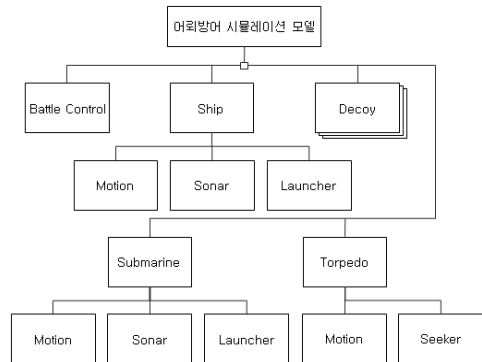 어뢰방어 시뮬레이션 모델
Battle Control
Ship
Decoy
Motion
Sonar
Launcher
Submarine
Torpedo
Motion
Sonar
Launcher
Motion
Seeker